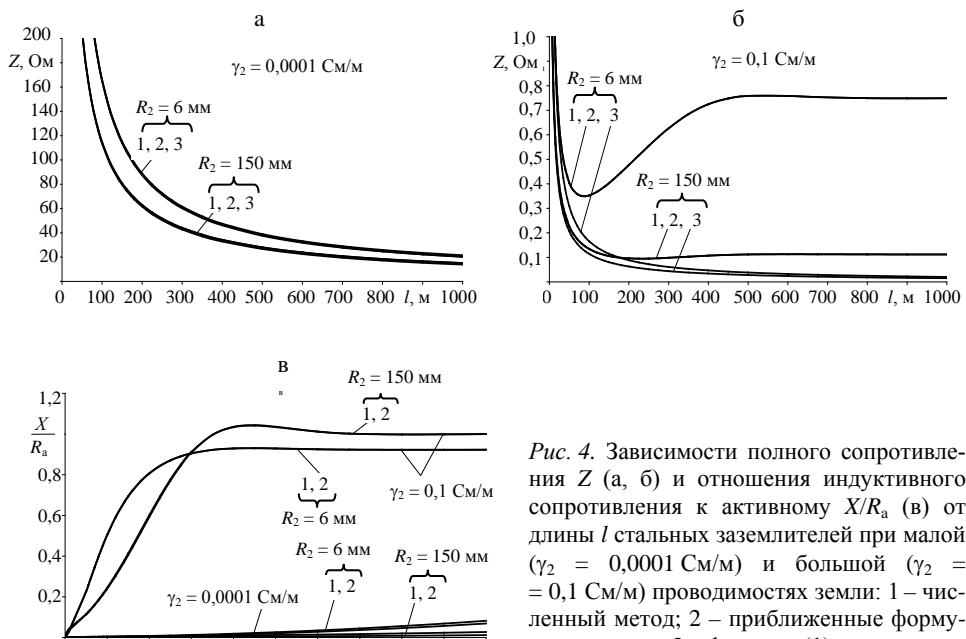 а
200
Z, Ом
160
140
120
100
80
60
40
20
γ₂ = 0,0001 См/м
R₂ = 6 мм
1, 2, 3
R₂ = 150 мм
1, 2, 3
0 100 200 300 400 500 600 700 800 l, м 1000
б
1,0
Z, Ом
0,8
0,7
0,6
0,5
0,4
0,3
0,2
0,1
γ₂ = 0,1 См/м
R₂ = 6 мм
1, 2, 3
R₂ = 150 мм
1, 2, 3
0 100 200 300 400 500 600 700 800 l, м 1000
в
в
1,2
X
Rа
0,8
0,6
0,4
0,2
R₂ = 150 мм
1, 2
1, 2
R₂ = 6 мм
γ₂ = 0,1 См/м
R₂ = 6 мм
1, 2
R₂ = 150 мм
1, 2
γ₂ = 0,0001 См/м
Рис. 4. Зависимости полного сопротивле-
ния Z (а, б) и отношения индуктивного
сопротивления к активному X/Rа (в) от
длины l стальных заземлителей при малой
(γ₂ = 0,0001 См/м) и большой (γ₂ =
= 0,1 См/м) проводимостях земли: 1 – чис-
ленный метод; 2 – приближенные форму-